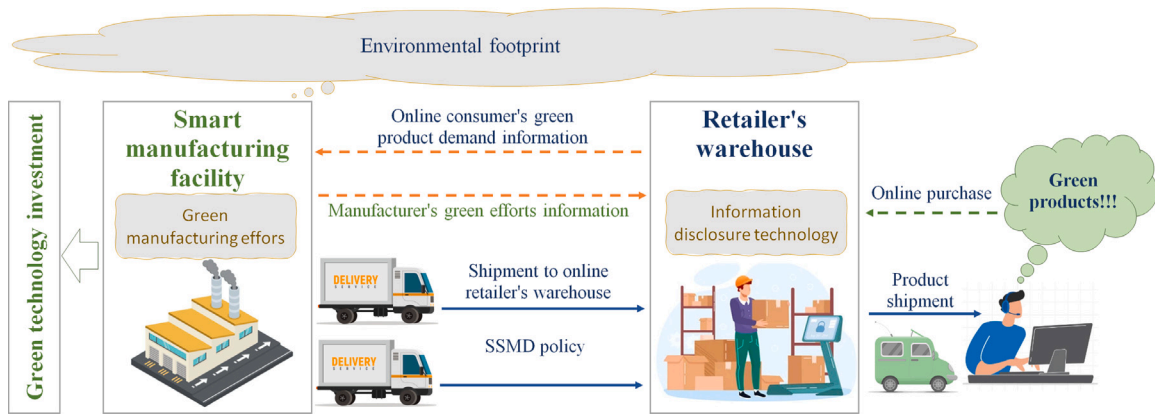 Environmental footprint
Green technology investment
Smart
manufacturing
facility
Green
manufacturing effors
Online consumer's green
product demand information
Manufacturer's green efforts information
DELIVERY
SERVICE
Shipment to online
retailer's warehouse
DELIVERY
SERVICE
SSMD policy
Retailer's
warehouse
Information
disclosure technology
Online purchase
Green
products!!!
Product
shipment